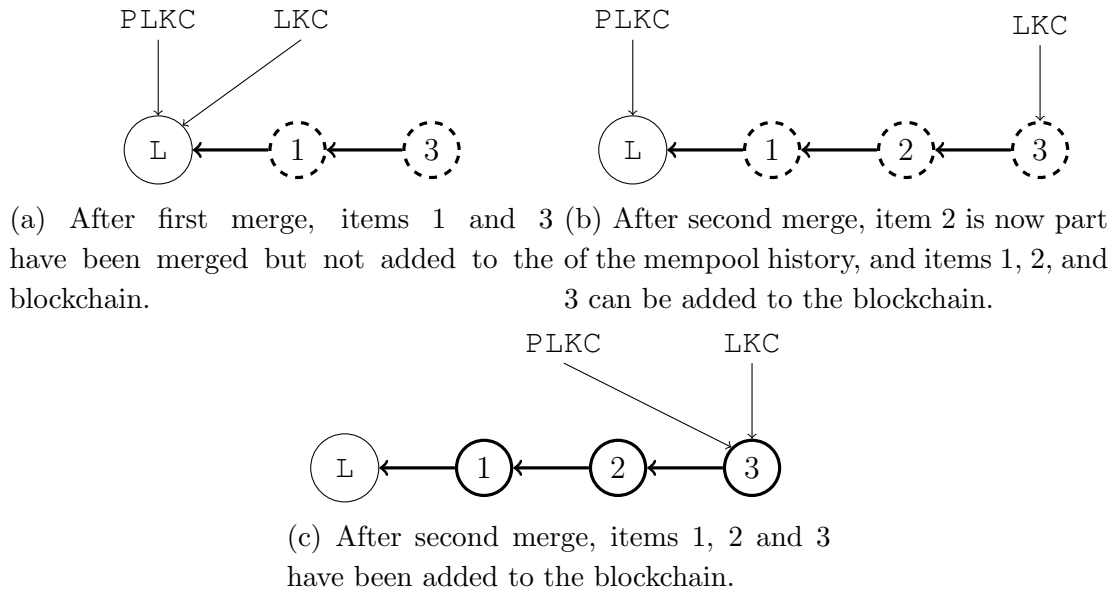 PLKC LKC
L 1 3
(a) After first merge, items 1 and 3
have been merged but not added to the
blockchain.
PLKC LKC
L 1 2 3
(b) After second merge, item 2 is now part
of the mempool history, and items 1, 2, and
3 can be added to the blockchain.
PLKC LKC
L 1 2 3
(c) After second merge, items 1, 2 and 3
have been added to the blockchain.